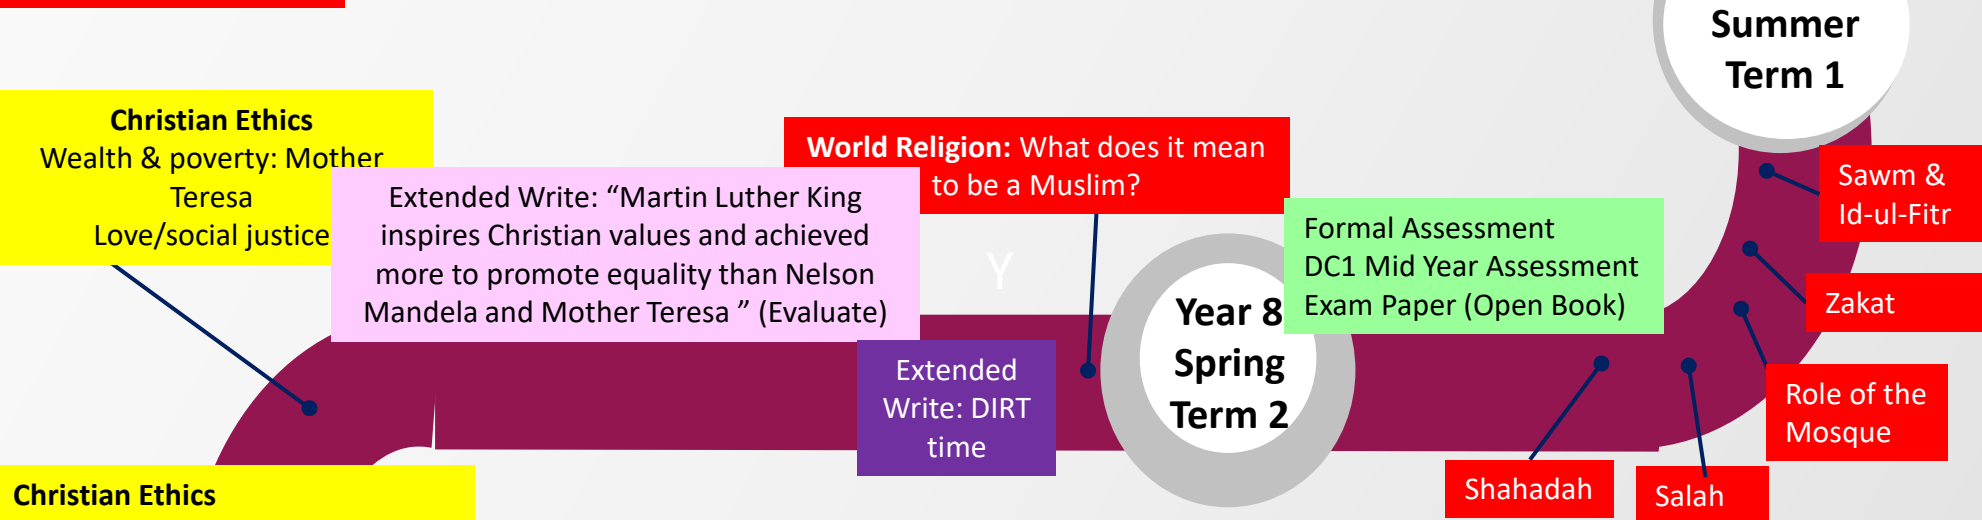 Summer
Term 1
Christian Ethics
Wealth & poverty: Mother
Teresa
Love/social justice
Extended Write: “Martin Luther King
inspires Christian values and achieved
more to promote equality than Nelson
Mandela and Mother Teresa ” (Evaluate)
World Religion: What does it mean
to be a Muslim?
Y
Extended
Write: DIRT
time
Year 8
Spring
Term 2
Formal Assessment
DC1 Mid Year Assessment
Exam Paper (Open Book)
Sawm &
Id-ul-Fitr
Zakat
Role of the
Mosque
Shahadah
Salah
Christian Ethics